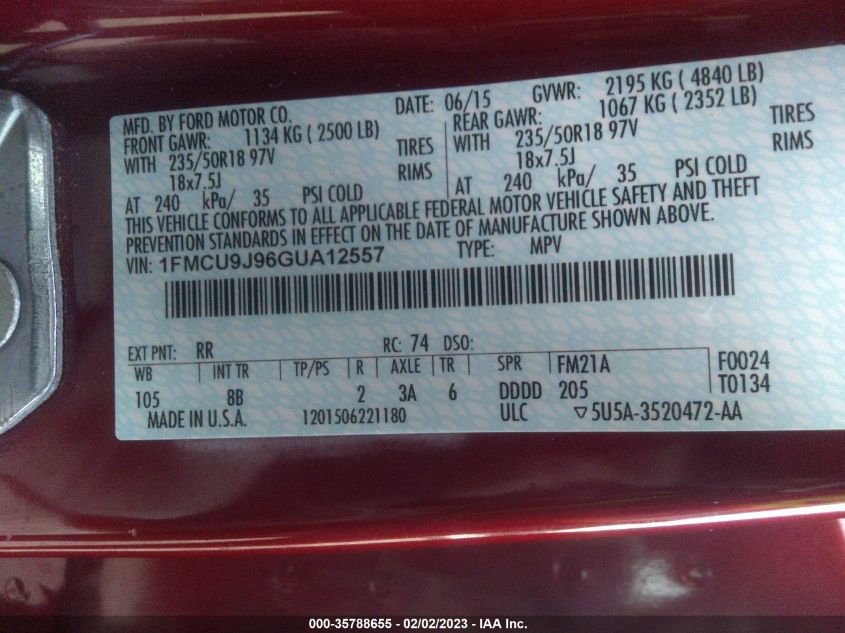 MFD. BY FORD MOTOR CO. DATE: 06/15 GVWR: 2195 KG ( 4840 LB)
FRONT GAWR: 1134 KG ( 2500 LB) REAR GAWR: 1067 KG ( 2352 LB)
WITH 235/50R18 97V TIRES WITH 235/50R18 97V TIRES
18x7.5J RIMS 18x7.5J RIMS
AT 240 kPa/ 35 PSI COLD AT 240 kPa/ 35 PSI COLD
THIS VEHICLE CONFORMS TO ALL APPLICABLE FEDERAL MOTOR VEHICLE SAFETY AND THEFT
PREVENTION STANDARDS IN EFFECT ON THE DATE OF MANUFACTURE SHOWN ABOVE.
VIN: 1FMCU9J96GUA12557 TYPE: MPV
EXT PNT: RR RC: 74 DSO:
WB INT TR TP/PS R AXLE TR SPR FM21A F0024
105 8B 2 3A 6 DDDD 205 T0134
MADE IN U.S.A. 1201506221180 ULC ▽5U5A-3520472-AA
000-35788655 - 02/02/2023 - IAA Inc.